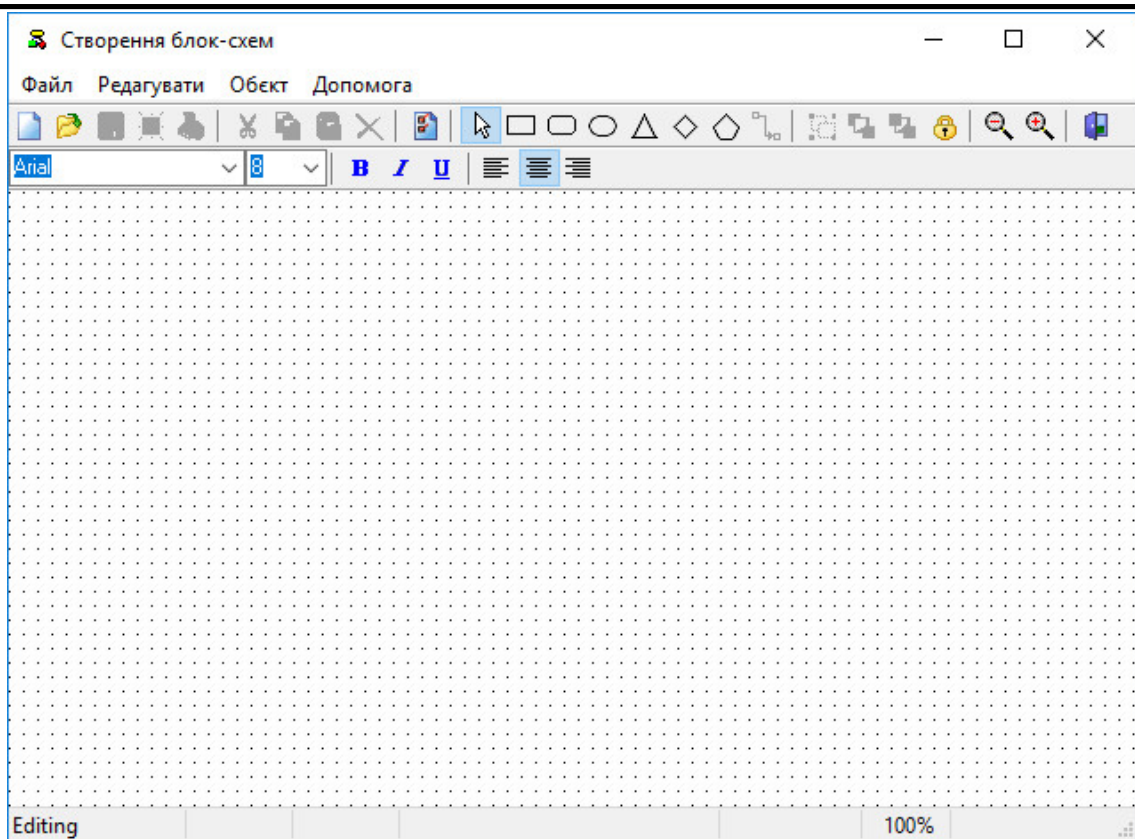 Створення блок-схем
Файл Редагувати Обєкт Допомога
Arial 8 B I U
Editing 100%